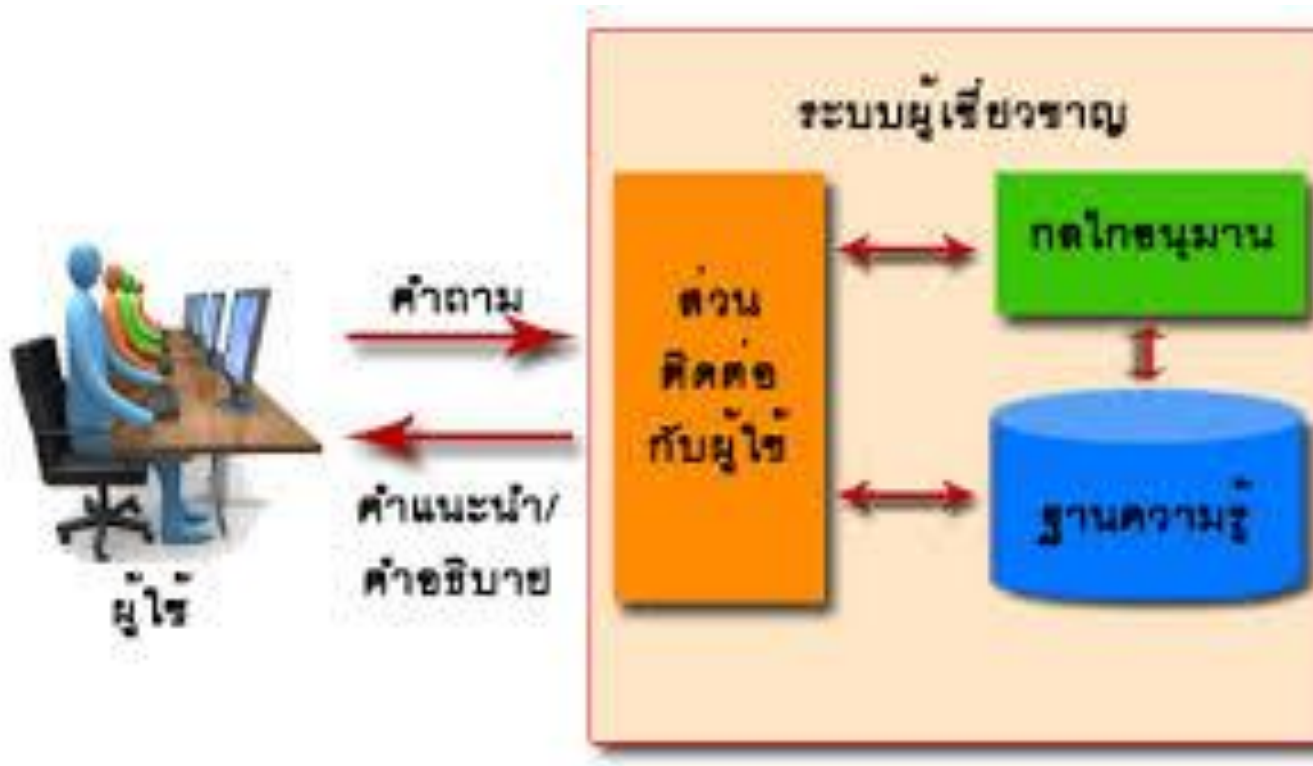 ระบบผู้เชี่ยวชาญ
กลไกอนุมาน
คำถาม
ส่วน
ติดต่อ
กับผู้ใช้
ฐานความรู้
คำแนะนำ/
คำอธิบาย
ผู้ใช้